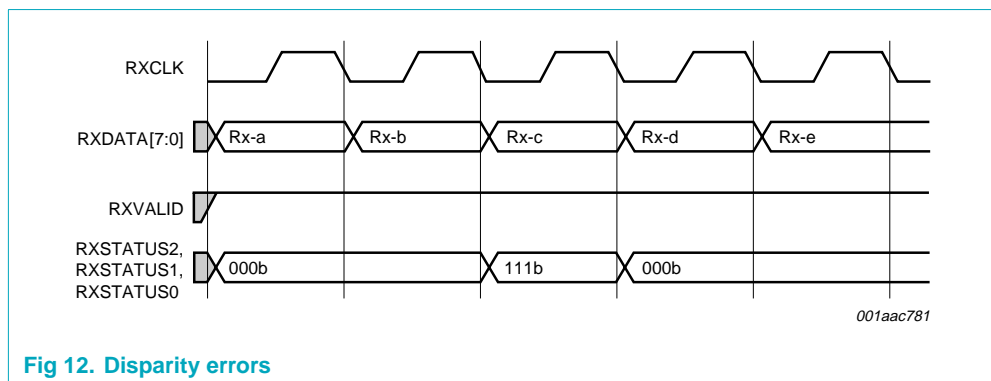 RXCLK
RXDATA[7:0] Rx-a Rx-b Rx-c Rx-d Rx-e
RXVALID
RXSTATUS2,
RXSTATUS1, 000b 111b 000b
RXSTATUS0
001aac781
Fig 12. Disparity errors